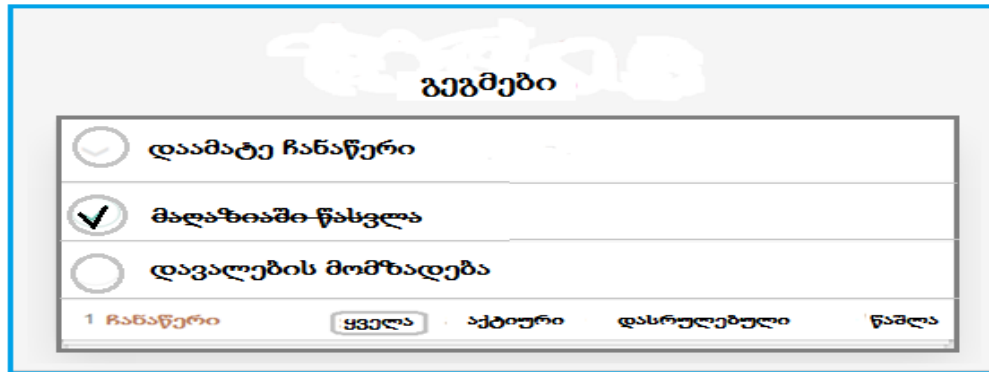 გეგმები
დაამატე ჩანაწერი
მაღაზიაში წასვლა
დავალების მომზადება
1 ჩანაწერი ყველა აქტიური დასრულებული წაშლა